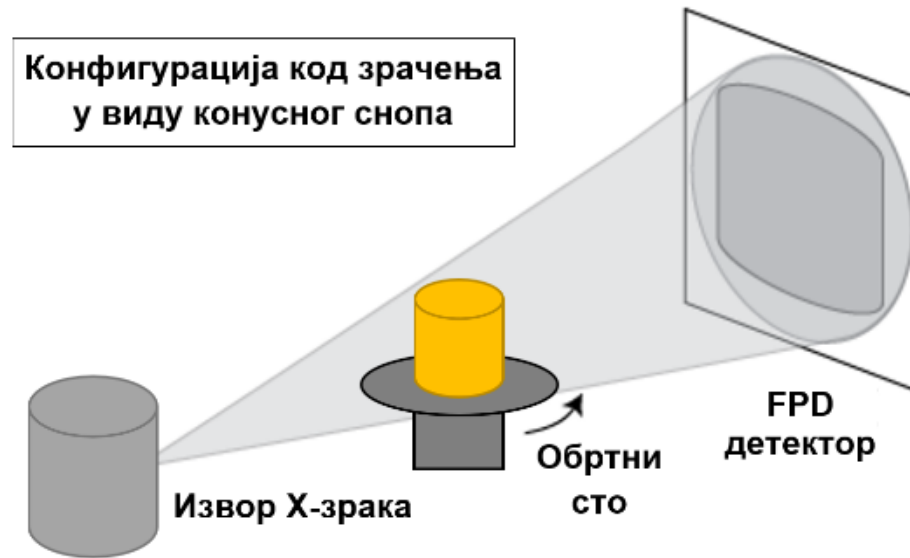 Конфигурација код зрачења
у виду конусног снопа
FPD
детектор
Обртни
сто
Извор Х-зрака